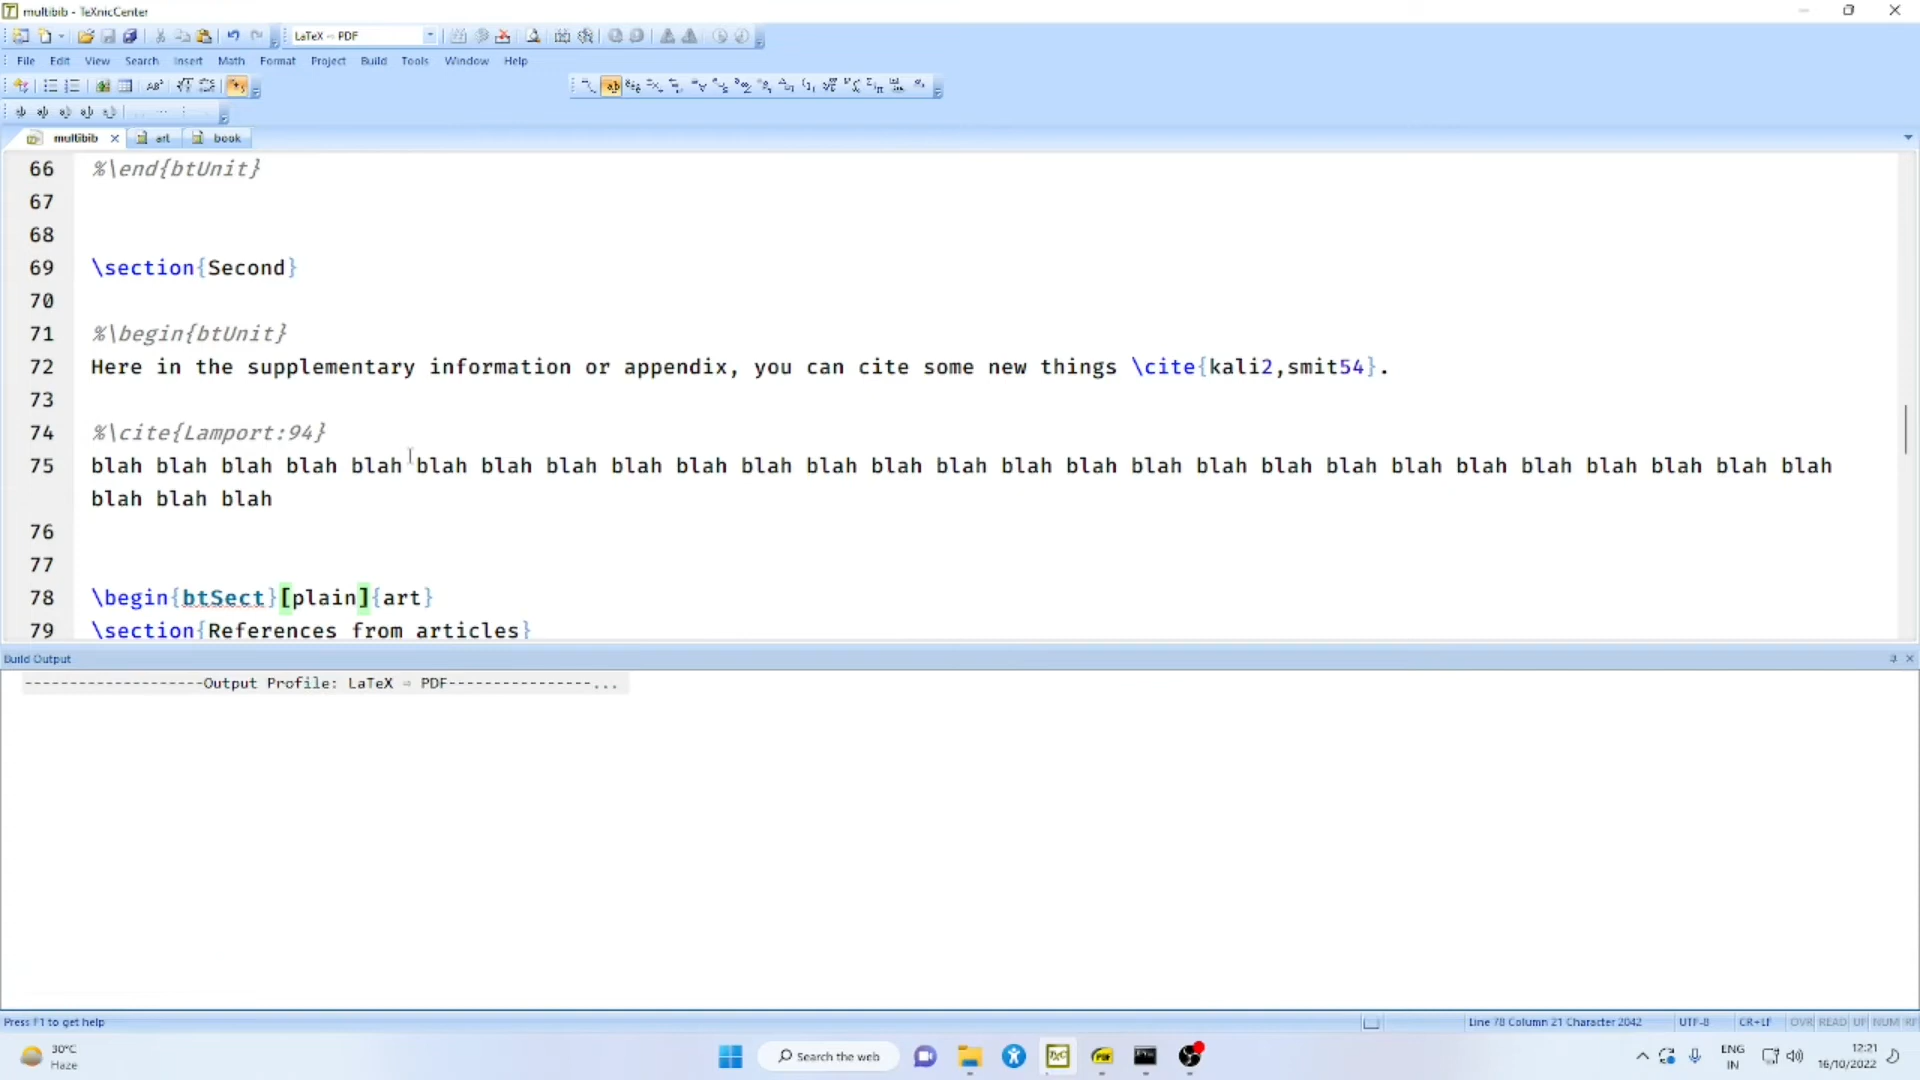 multibib - TeXnicCenter
LaTeX ⇨ PDF
File Edit View Search Insert Math Format Project Build Tools Window Help
multibib art book
66 %\end{btUnit}
67
68
69 \section{Second}
70
71 %\begin{btUnit}
72 Here in the supplementary information or appendix, you can cite some new things \cite{kali2,smit54}.
73
74 %\cite{Lamport:94}
75 blah blah blah blah blah blah blah blah blah blah blah blah blah blah blah blah blah blah blah blah blah blah blah blah blah blah blah
blah blah blah
76
77
78 \begin{btSect}[plain]{art}
79 \section{References from articles}
Build Output
--------------------Output Profile: LaTeX ⇨ PDF----------------...
Press F1 to get help
Line 78 Column 21 Character 2042 UTF-8 CR+LF OVR READ NUM
30°C
Haze
Search the web
ENG
IN
12:21
16/10/2022